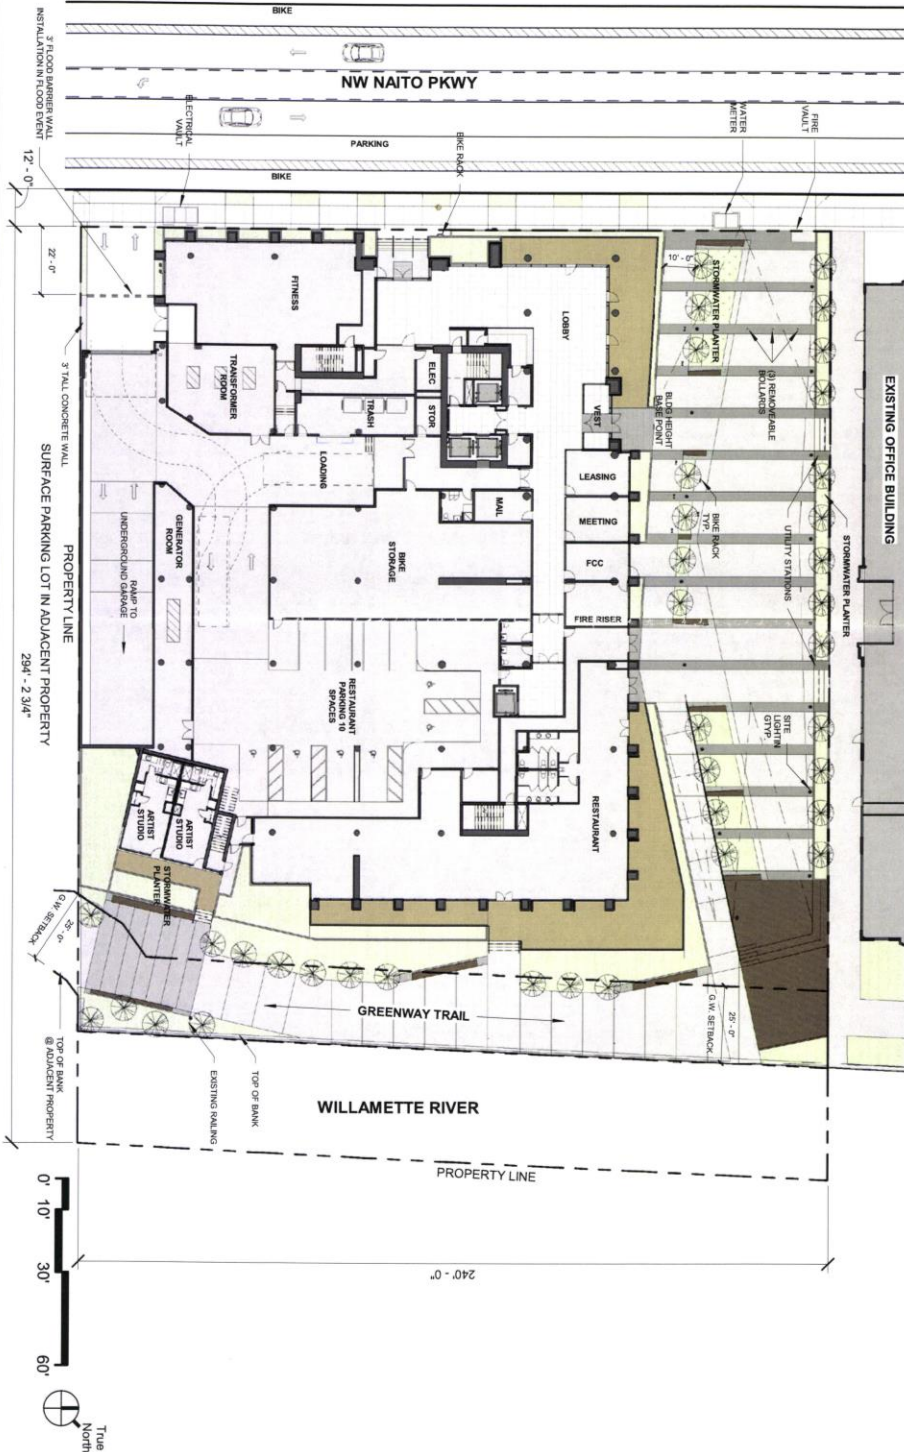 BIKE
NW NAITO PKWY
PARKING
BIKE
3' FLOOD BARRIER WALL
INSTALLATION IN FLOOD EVENT
12' - 0"
ELECTRICAL
VAULT
BIKE RACK
WATER
METER
FIRE
VAULT
22' - 0"
FITNESS
LOBBY
10' - 0"
STORMWATER PLANTER
(3) REMOVEABLE
BOLLARDS
EXISTING OFFICE BUILDING
3' TALL CONCRETE WALL
TRANSFORMER
ROOM
ELEC
TRASH
STOR
VEST
BLDG HEIGHT
BASE POINT
LOADING
LEASING
MAIL
MEETING
BIKE RACK
TYP.
UTILITY STATIONS
STORMWATER PLANTER
SURFACE PARKING LOT IN ADJACENT PROPERTY
PROPERTY LINE
294' - 2 3/4"
UNDERGROUND GARAGE
RAMP TO
GENERATOR
ROOM
BIKE
STORAGE
FCC
FIRE RISER
RESTAURANT
PARKING 10
SPACES
SITE
LIGHTIN
GTYP.
RESTAURANT
ARTIST
STUDIO
ARTIST
STUDIO
STORMWATER
PLANTER
G.W. SETBACK
25' - 0"
GREENWAY TRAIL
G.W. SETBACK
25' - 0"
TOP OF BANK
@ ADJACENT PROPERTY
EXISTING RAILING
TOP OF BANK
WILLAMETTE RIVER
PROPERTY LINE
240' - 0"
0' 10' 30' 60'
True
North